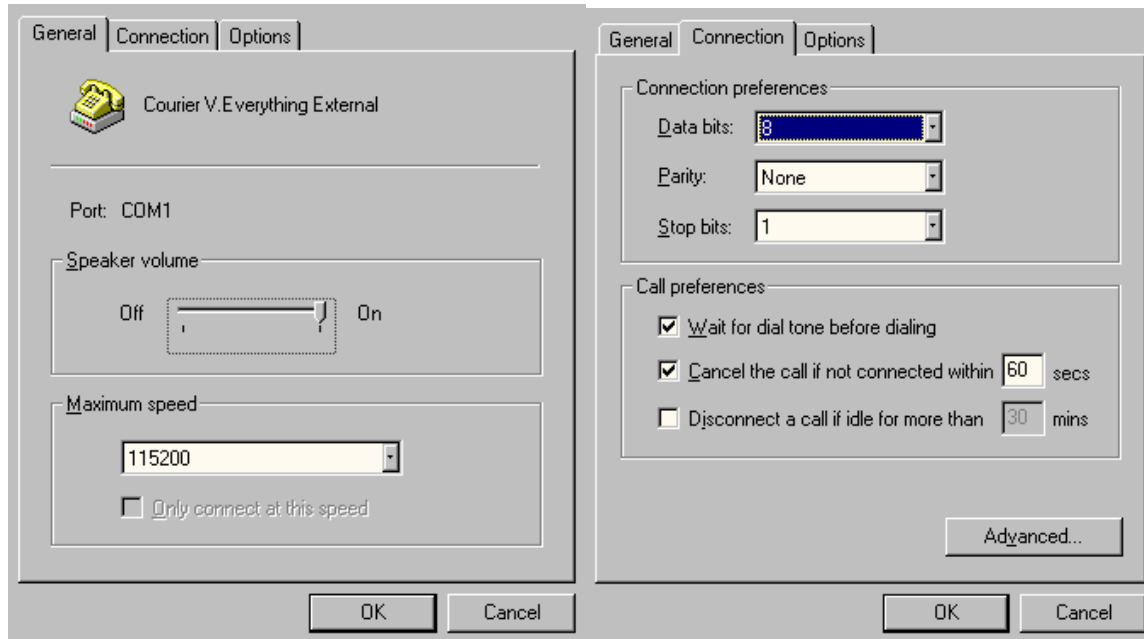 General Connection Options
Courier V.Everything External
Port: COM1
Speaker volume
Off On
Maximum speed
115200
Only connect at this speed
OK Cancel
General Connection Options
Connection preferences
Data bits: 8
Parity: None
Stop bits: 1
Call preferences
Wait for dial tone before dialing
Cancel the call if not connected within 60 secs
Disconnect a call if idle for more than 30 mins
Advanced...
OK Cancel